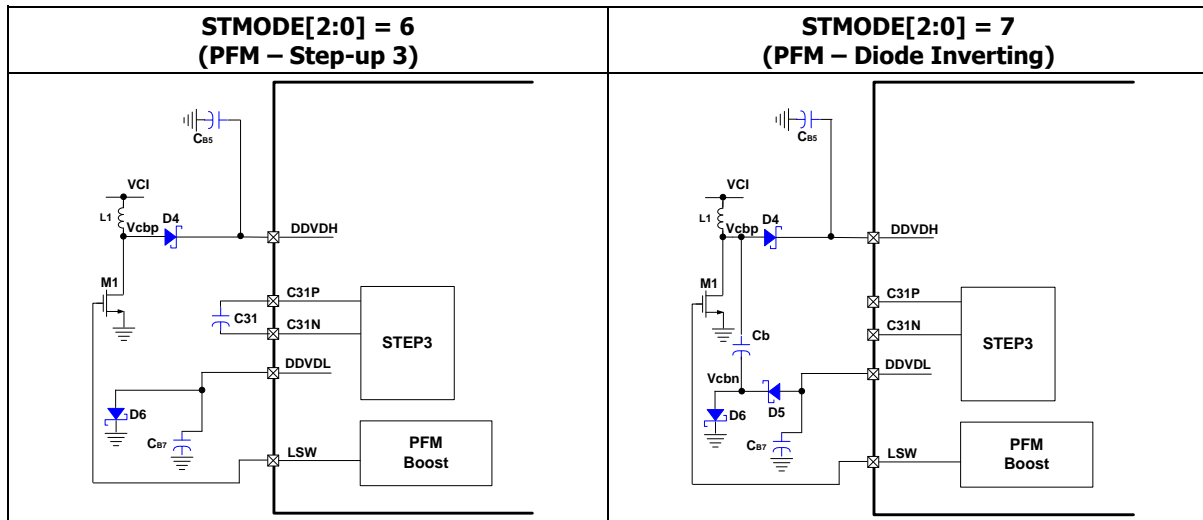 STMODE[2:0] = 6
(PFM – Step-up 3)
STMODE[2:0] = 7
(PFM – Diode Inverting)
CB5
VCI
L1
Vcbp
D4
DDVDH
M1
C31P
C31
C31N
STEP3
DDVDL
D6
CB7
PFM
Boost
LSW
CB5
VCI
L1
Vcbp
D4
DDVDH
M1
C31P
C31N
Cb
STEP3
DDVDL
Vcbn
D6
D5
CB7
PFM
Boost
LSW